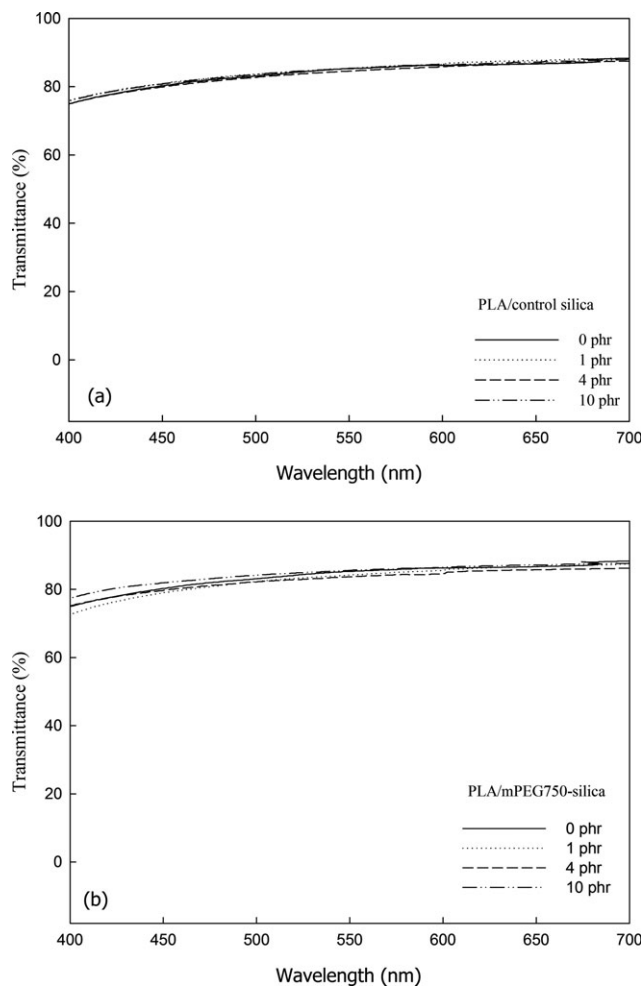 100
80
60
40
20
0
Transmittance (%)
PLA/control silica
0 phr
1 phr
4 phr
10 phr
(a)
400 450 500 550 600 650 700
Wavelength (nm)
100
80
60
40
20
0
Transmittance (%)
PLA/mPEG750-silica
0 phr
1 phr
4 phr
10 phr
(b)
400 450 500 550 600 650 700
Wavelength (nm)